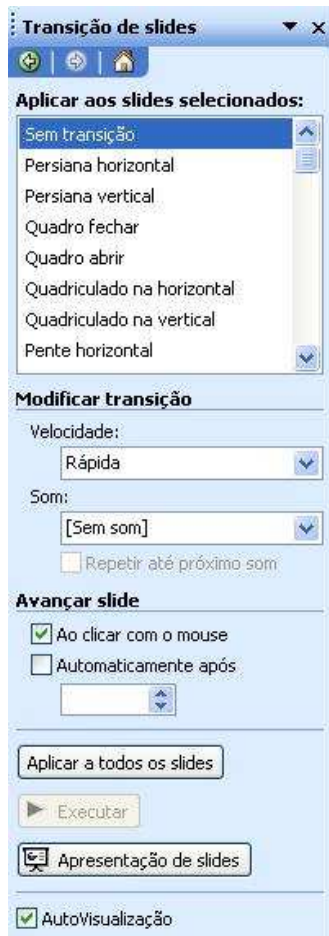 Transição de slides
Aplicar aos slides selecionados:
Sem transição
Persiana horizontal
Persiana vertical
Quadro fechar
Quadro abrir
Quadriculado na horizontal
Quadriculado na vertical
Pente horizontal
Modificar transição
Velocidade:
Rápida
Som:
[Sem som]
Repetir até próximo som
Avançar slide
Ao clicar com o mouse
Automaticamente após
Aplicar a todos os slides
Executar
Apresentação de slides
AutoVisualização